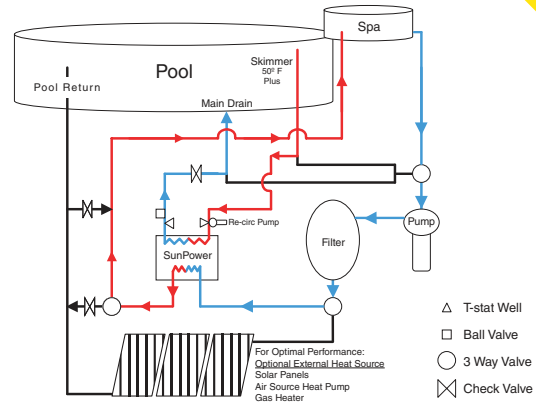 Spa
Pool
Skimmer
50º F
Plus
Pool Return
Main Drain
Re-circ Pump
Pump
Filter
SunPower
T-stat Well
Ball Valve
3 Way Valve
Check Valve
For Optimal Performance:
Optional External Heat Source
Solar Panels
Air Source Heat Pump
Gas Heater